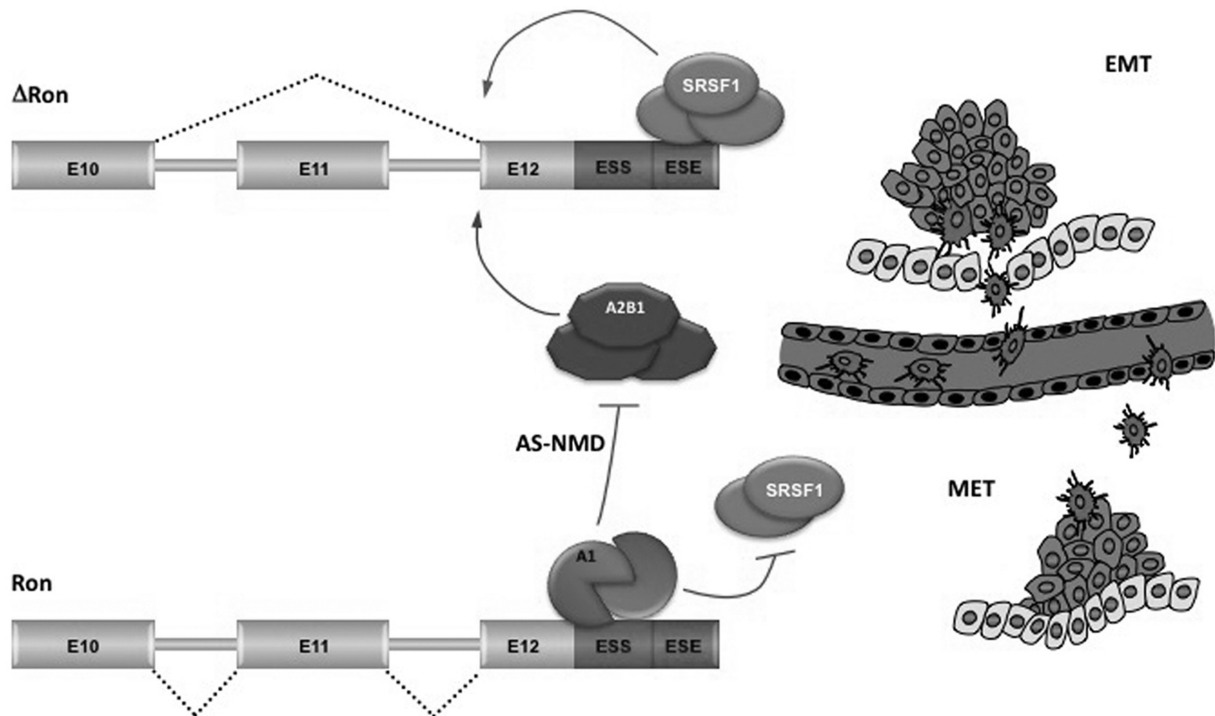 EMT
SRSF1
ΔRon
E10
E11
E12
ESS
ESE
A2B1
AS-NMD
SRSF1
MET
A1
Ron
E10
E11
E12
ESS
ESE